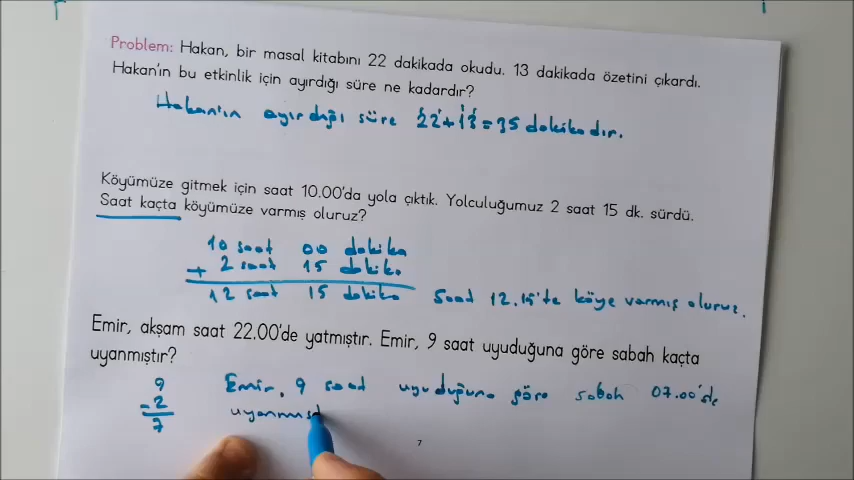 Problem: Hakan, bir masal kitabını 22 dakikada okudu. 13 dakikada özetini çıkardı.
Hakan'ın bu etkinlik için ayırdığı süre ne kadardır?
Hakan'ın ayırdığı süre (22+13)=35 dakikadır.
Köyümüze gitmek için saat 10.00'da yola çıktık. Yolculuğumuz 2 saat 15 dk. sürdü.
Saat kaçta köyümüze varmış oluruz?
10 saat 00 dakika
+ 2 saat 15 dakika
12 saat 15 dakika Saat 12.15'te köye varmış oluruz.
Emir, akşam saat 22.00'de yatmıştır. Emir, 9 saat uyuduğuna göre sabah kaçta
uyanmıştır?
9 Emir, 9 saat uyuduğuna göre sabah 07.00'de
- 2 uyanmışt
7
7